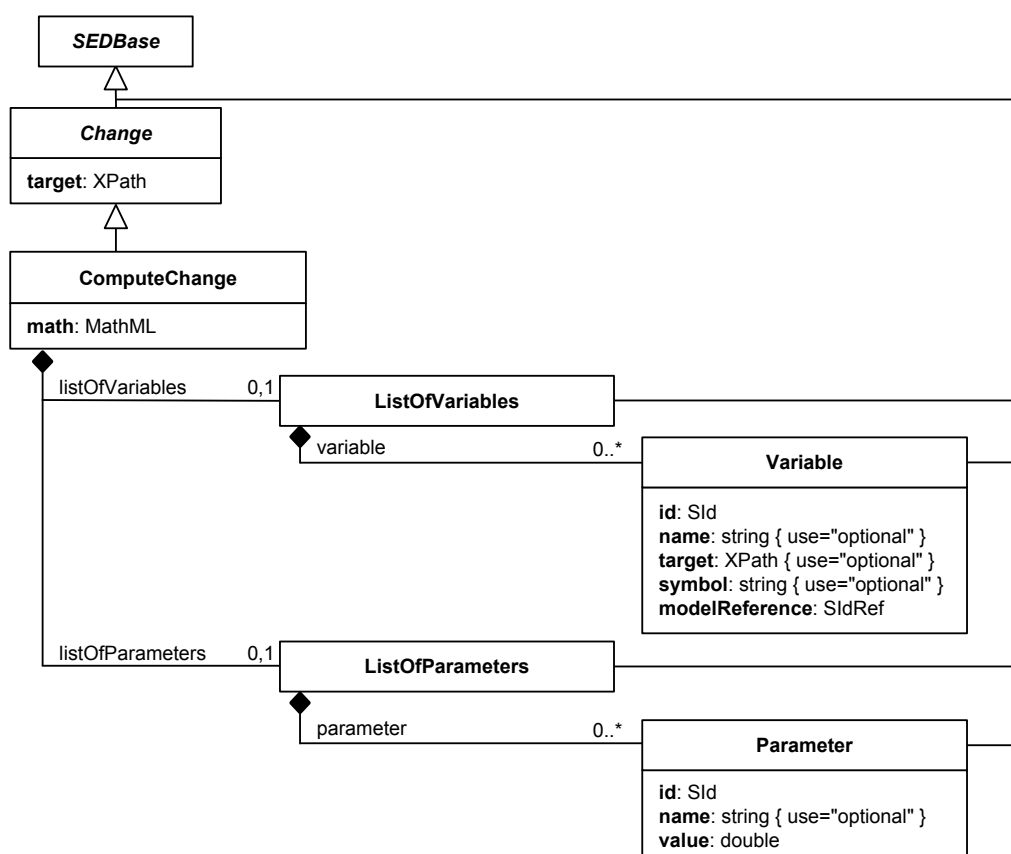 SEDBase
Change
target: XPath
ComputeChange
math: MathML
listOfVariables 0,1
ListOfVariables
variable 0..*
Variable
id: SId
name: string { use="optional" }
target: XPath { use="optional" }
symbol: string { use="optional" }
modelReference: SIdRef
listOfParameters 0,1
ListOfParameters
parameter 0..*
Parameter
id: SId
name: string { use="optional" }
value: double